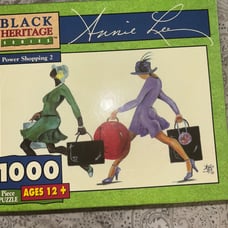 BLACK
HERITAGE
SERIES
Annie Lee
Power Shopping 2
1000
Piece
PUZZLE
AGES 12 +